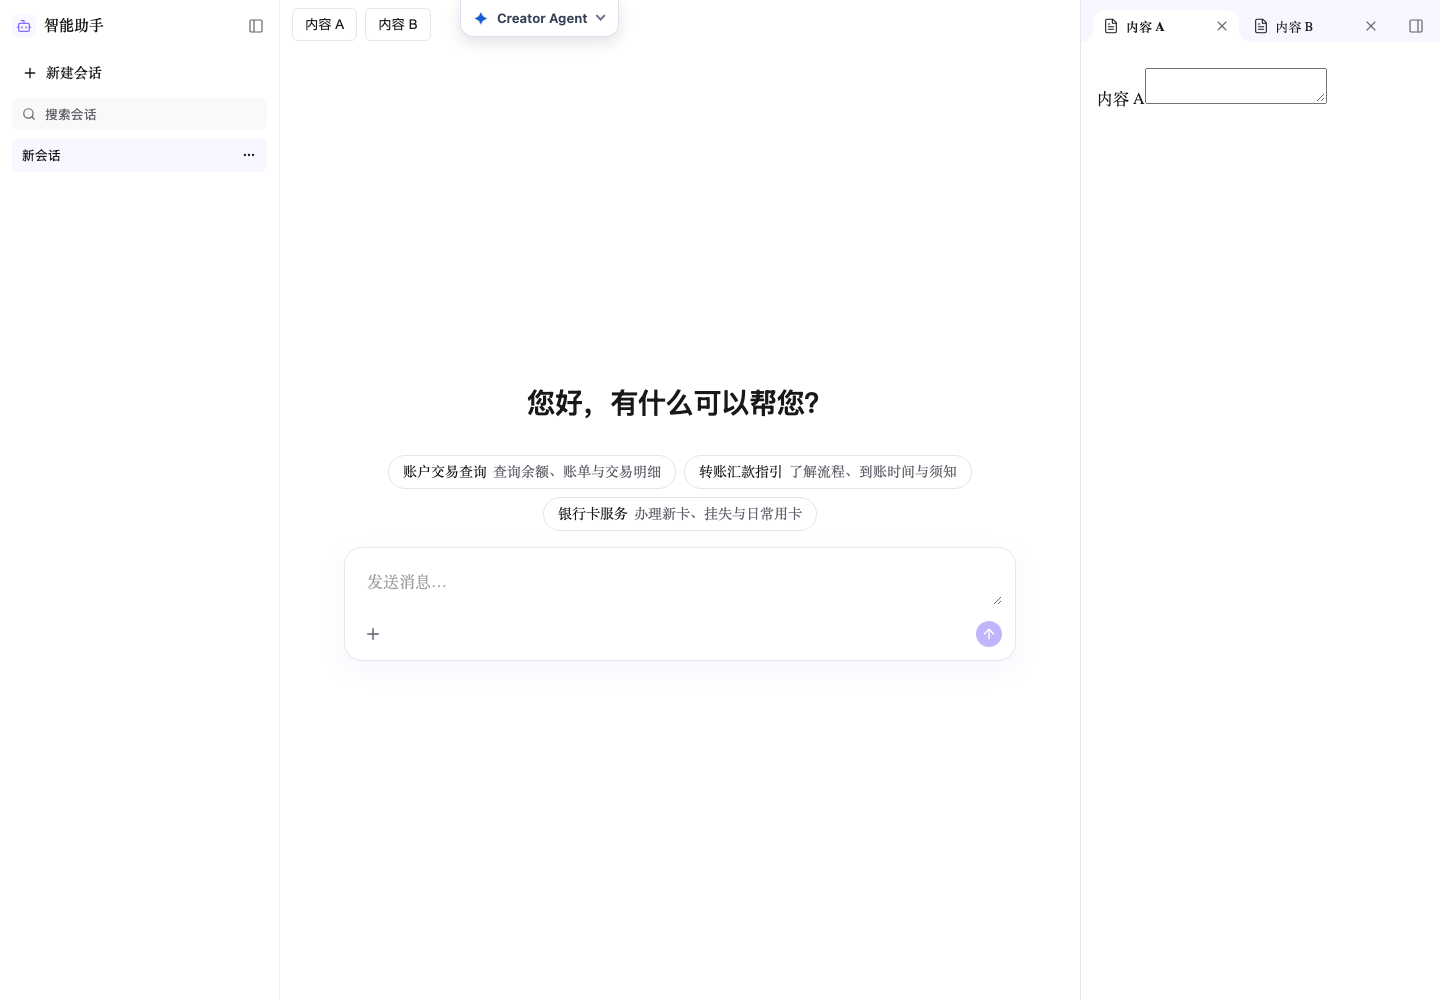 智能助手
新建会话
搜索会话
新会话
内容 A
内容 B
Creator Agent
您好，有什么可以帮您?
账户交易查询 查询余额、账单与交易明细
转账汇款指引 了解流程、到账时间与须知
银行卡服务 办理新卡、挂失与日常用卡
发送消息...
内容 A
内容 B
内容 A